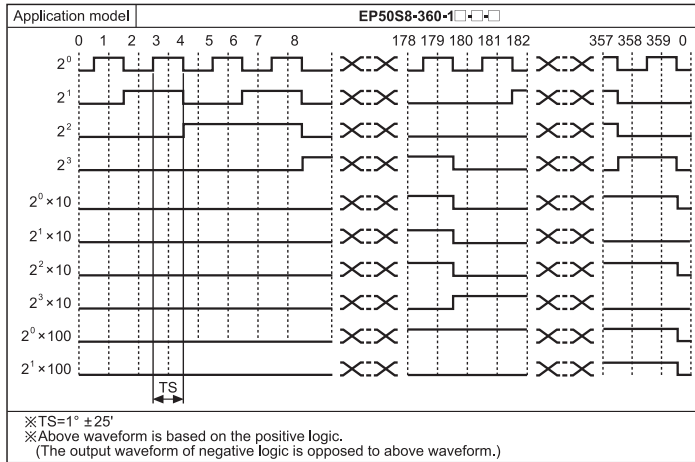 Application model EP50S8-360-1□-□-□
0 1 2 3 4 5 6 7 8 178 179 180 181 182 357 358 359 0
2⁰
2¹
2²
2³
2⁰×10
2¹×10
2²×10
2³×10
2⁰×100
2¹×100
TS
※TS=1° ±25'
※Above waveform is based on the positive logic.
(The output waveform of negative logic is opposed to above waveform.)